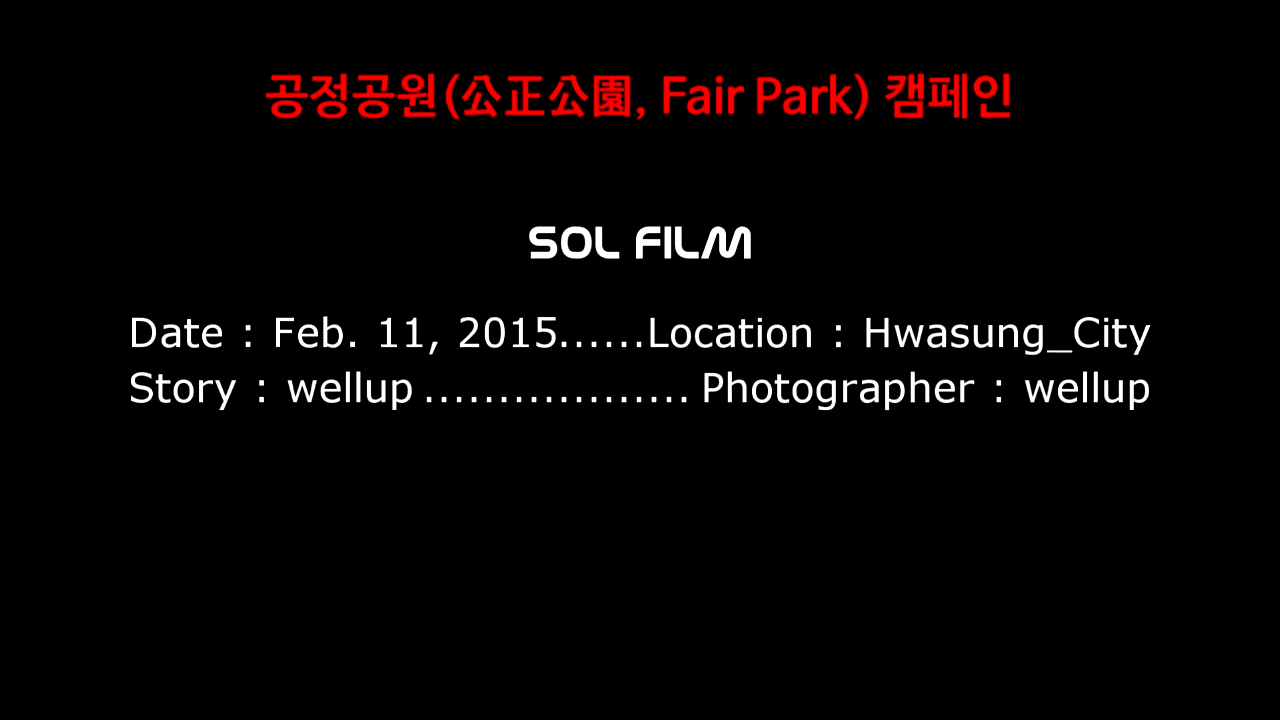 공정공원(公正公園, Fair Park) 캠페인
SOL FILM
Date : Feb. 11, 2015......Location : Hwasung_City
Story : wellup .................. Photographer : wellup